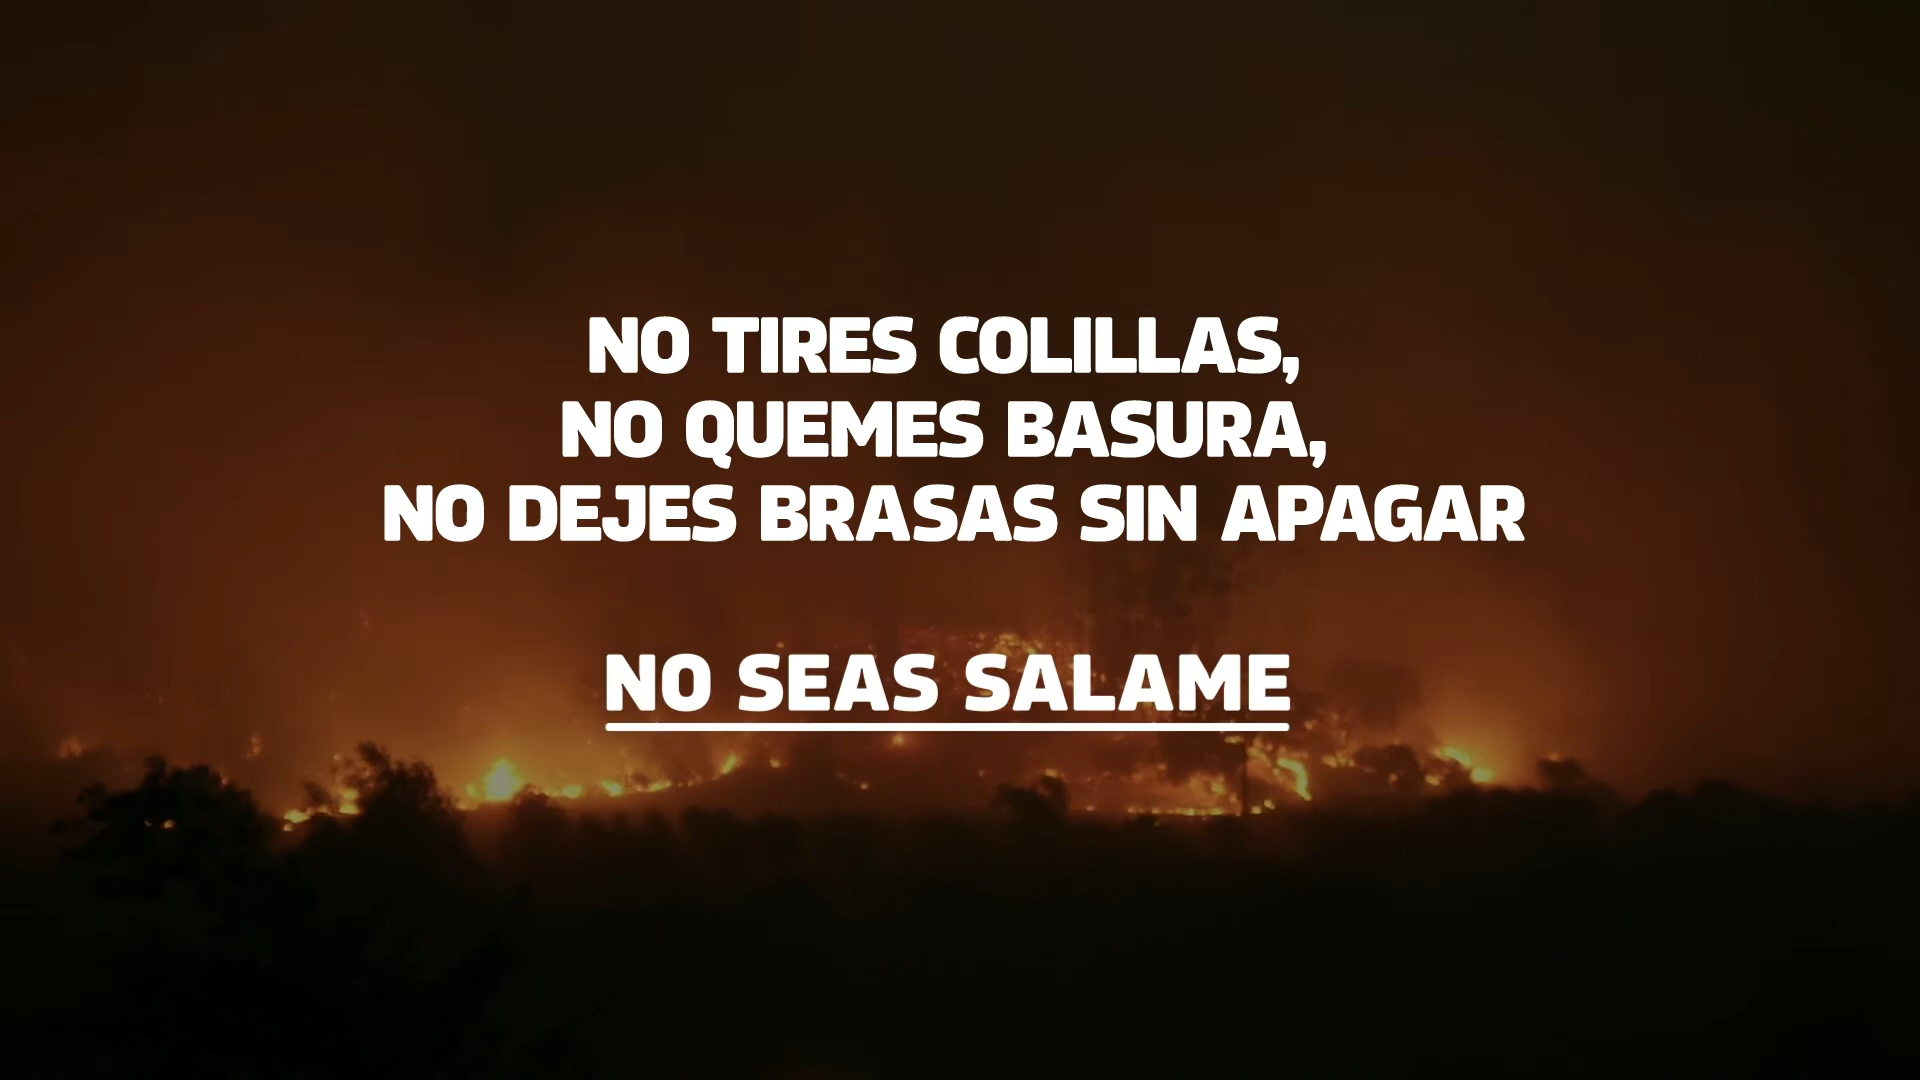 NO TIRES COLILLAS,
NO QUEMES BASURA,
NO DEJES BRASAS SIN APAGAR
NO SEAS SALAME